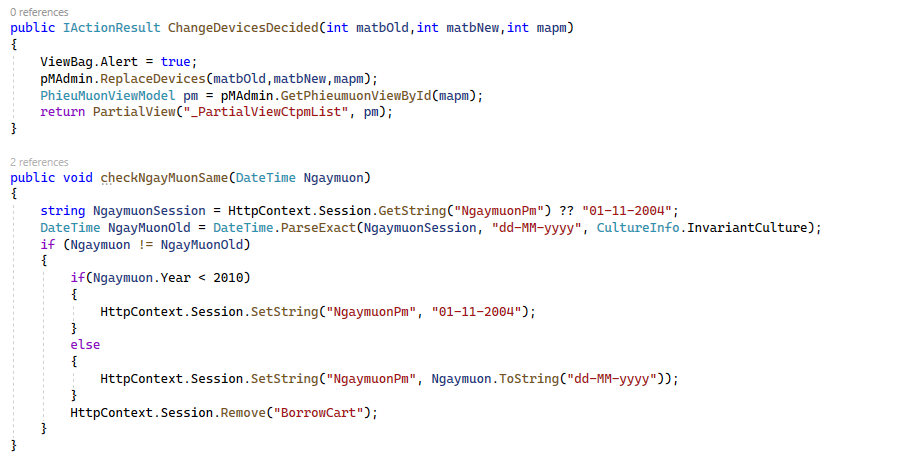 0 references
public IActionResult ChangeDevicesDecided(int matbOld,int matbNew,int mapm)
{
ViewBag.Alert = true;
pMAdmin.ReplaceDevices(matbOld,matbNew,mapm);
PhieuMuonViewModel pm = pMAdmin.GetPhieumuonViewById(mapm);
return PartialView("_PartialViewCtpmList", pm);
}
2 references
public void checkNgayMuonSame(DateTime Ngaymuon)
{
string NgaymuonSession = HttpContext.Session.GetString("NgaymuonPm") ?? "01-11-2004";
DateTime NgayMuonOld = DateTime.ParseExact(NgaymuonSession, "dd-MM-yyyy", CultureInfo.InvariantCulture);
if (Ngaymuon != NgayMuonOld)
{
if(Ngaymuon.Year < 2010)
{
HttpContext.Session.SetString("NgaymuonPm", "01-11-2004");
}
else
{
HttpContext.Session.SetString("NgaymuonPm", Ngaymuon.ToString("dd-MM-yyyy"));
}
HttpContext.Session.Remove("BorrowCart");
}
}